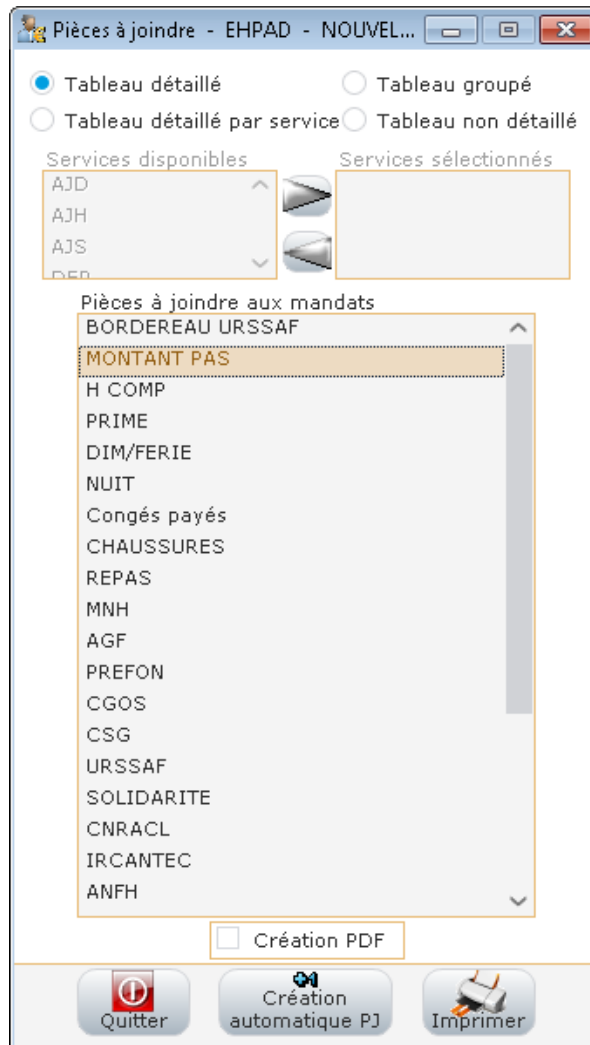 Pièces à joindre - EHPAD - NOUVEL...
Tableau détaillé
Tableau groupé
Tableau détaillé par service
Tableau non détaillé
Services disponibles
Services sélectionnés
AJD
AJH
AJS
Pièces à joindre aux mandats
BORDEREAU URSSAF
MONTANT PAS
H COMP
PRIME
DIM/FERIE
NUIT
Congés payés
CHAUSSURES
REPAS
MNH
AGF
PREFON
CGOS
CSG
URSSAF
SOLIDARITE
CNRACL
IRCANTEC
ANFH
Création PDF
Quitter
Création
automatique PJ
Imprimer